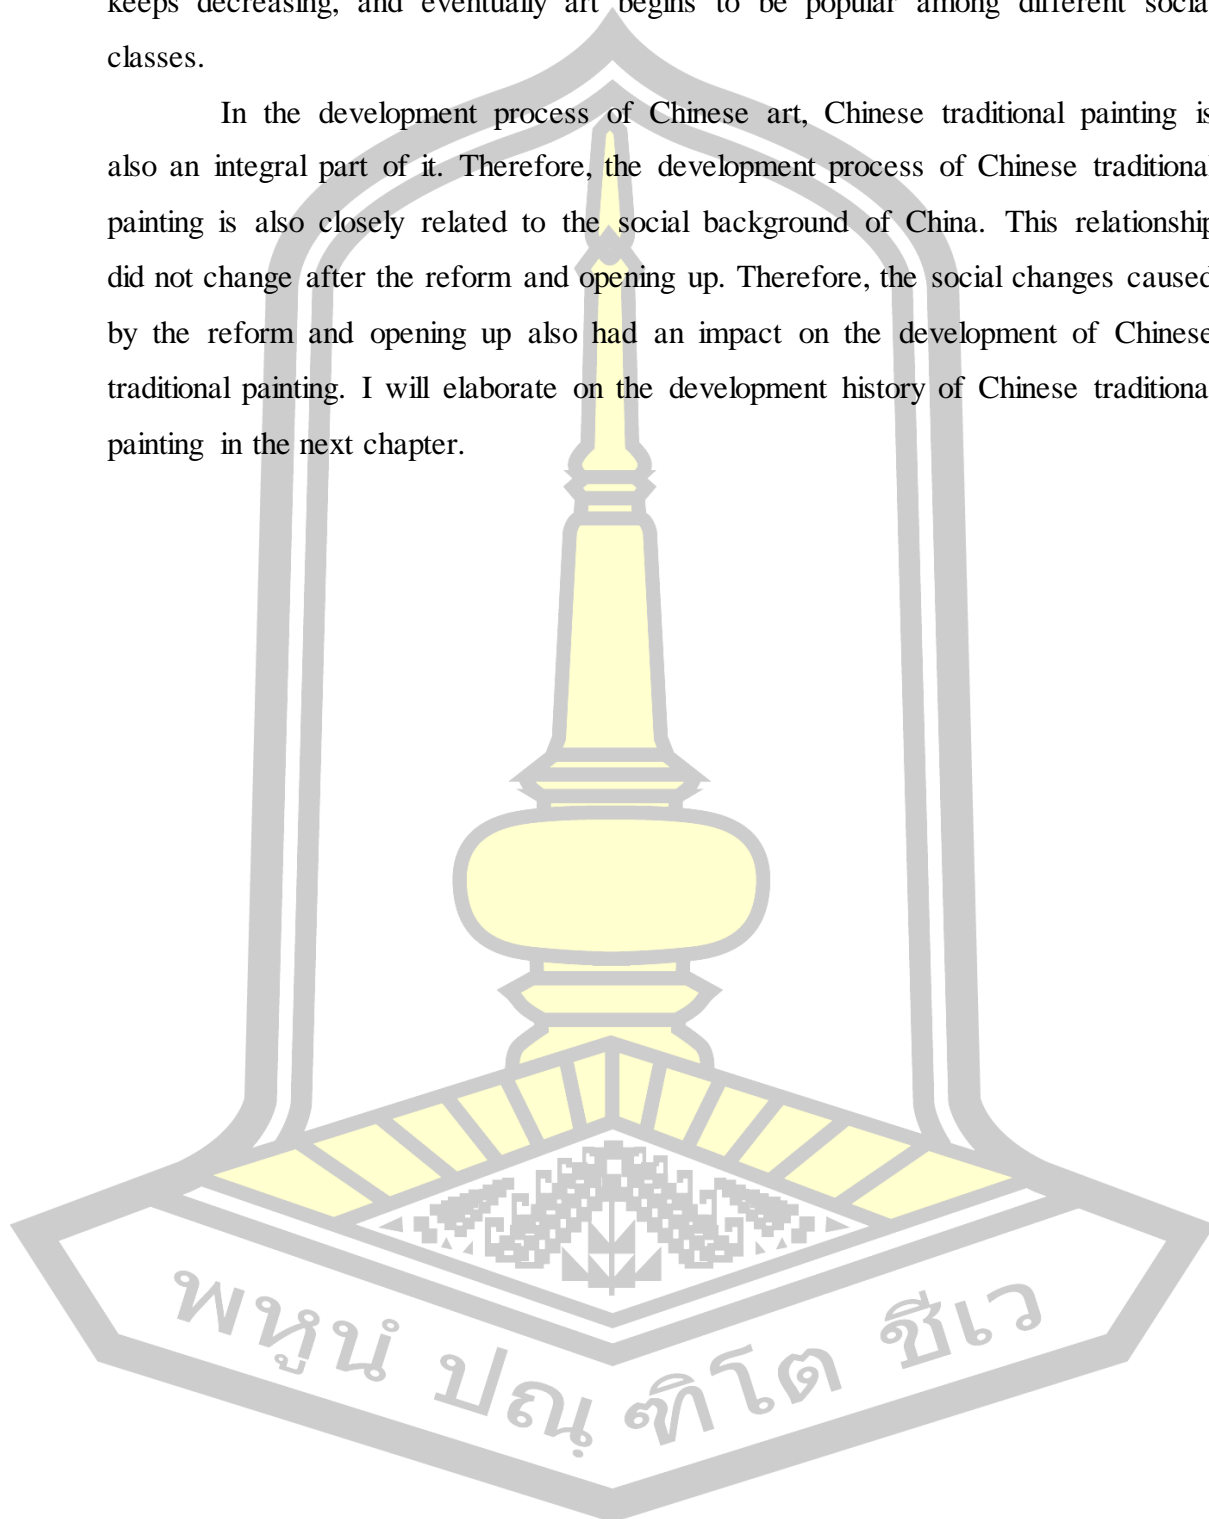 keeps decreasing, and eventually art begins to be popular among different social
classes.
In the development process of Chinese art, Chinese traditional painting is
also an integral part of it. Therefore, the development process of Chinese traditional
painting is also closely related to the social background of China. This relationship
did not change after the reform and opening up. Therefore, the social changes caused
by the reform and opening up also had an impact on the development of Chinese
traditional painting. I will elaborate on the development history of Chinese traditional
painting in the next chapter.
พหูนํ ปณฺฑิโต ชีเว